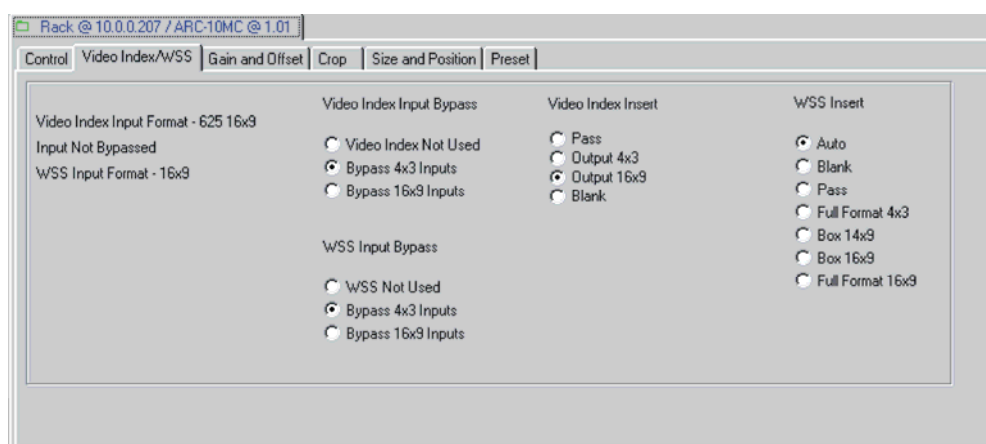 Rack @ 10.0.0.207 / ARC-10MC @ 1.01
Control
Video Index/WSS
Gain and Offset
Crop
Size and Position
Preset
Video Index Input Format - 625 16x9
Input Not Bypassed
WSS Input Format - 16x9
Video Index Input Bypass
Video Index Not Used
Bypass 4x3 Inputs
Bypass 16x9 Inputs
WSS Input Bypass
WSS Not Used
Bypass 4x3 Inputs
Bypass 16x9 Inputs
Video Index Insert
Pass
Output 4x3
Output 16x9
Blank
WSS Insert
Auto
Blank
Pass
Full Format 4x3
Box 14x9
Box 16x9
Full Format 16x9